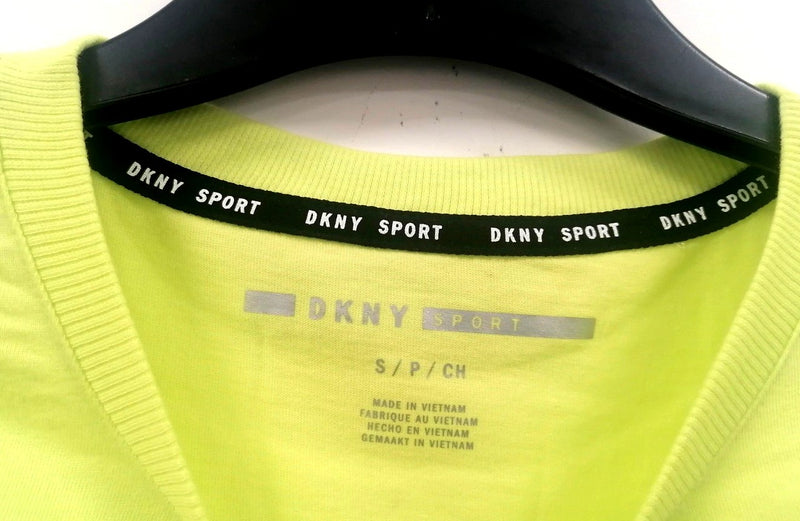 DKNY SPORT DKNY SPORT DKNY SPORT DKNY SPORT
DKNY SPORT
S / P / CH
MADE IN VIETNAM
FABRIQUE AU VIETNAM
HECHO EN VIETNAM
GEMAAKT IN VIETNAM